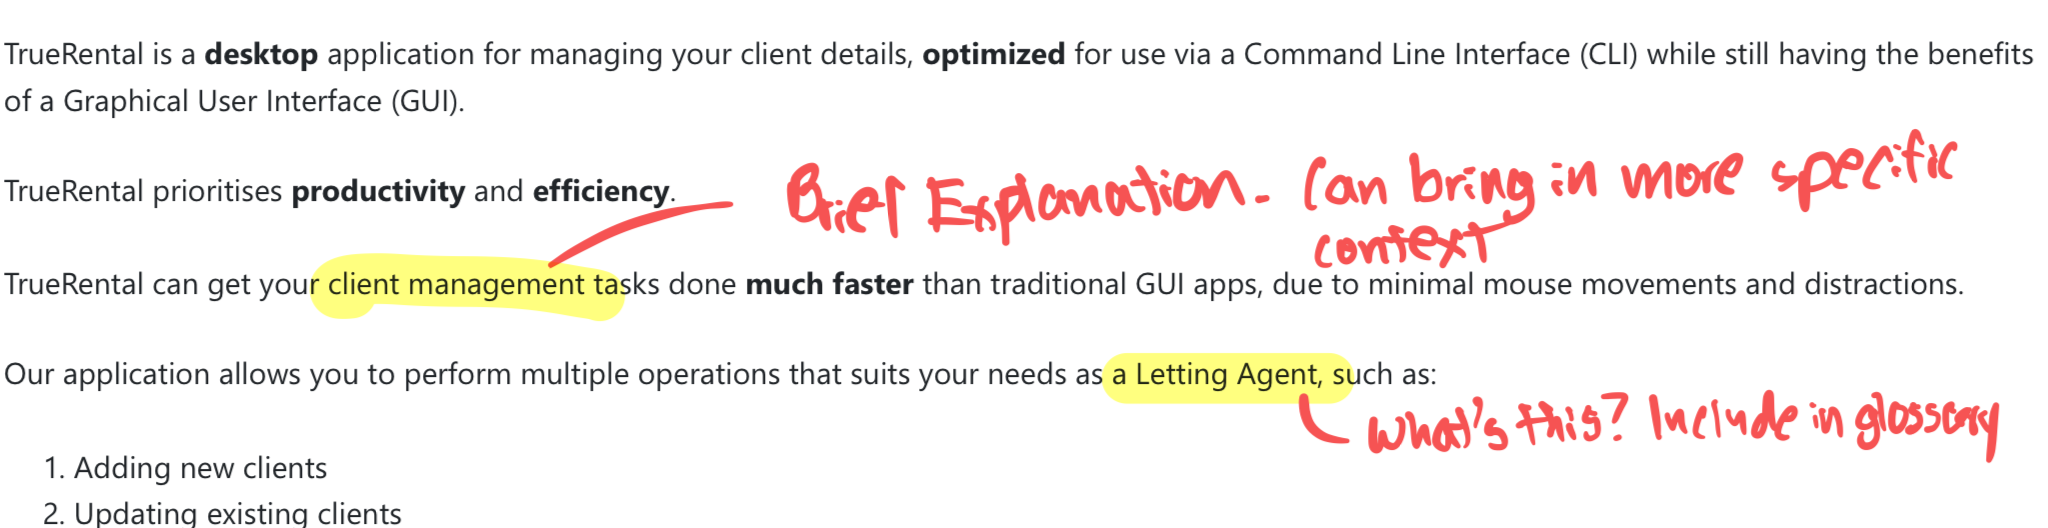 TrueRental is a desktop application for managing your client details, optimized for use via a Command Line Interface (CLI) while still having the benefits
of a Graphical User Interface (GUI).
TrueRental prioritises productivity and efficiency.
Brief Explanation. Can bring in more specific
context
TrueRental can get your client management tasks done much faster than traditional GUI apps, due to minimal mouse movements and distractions.
Our application allows you to perform multiple operations that suits your needs as a Letting Agent, such as:
What's this? Include in glossary
1. Adding new clients
2. Updating existing clients